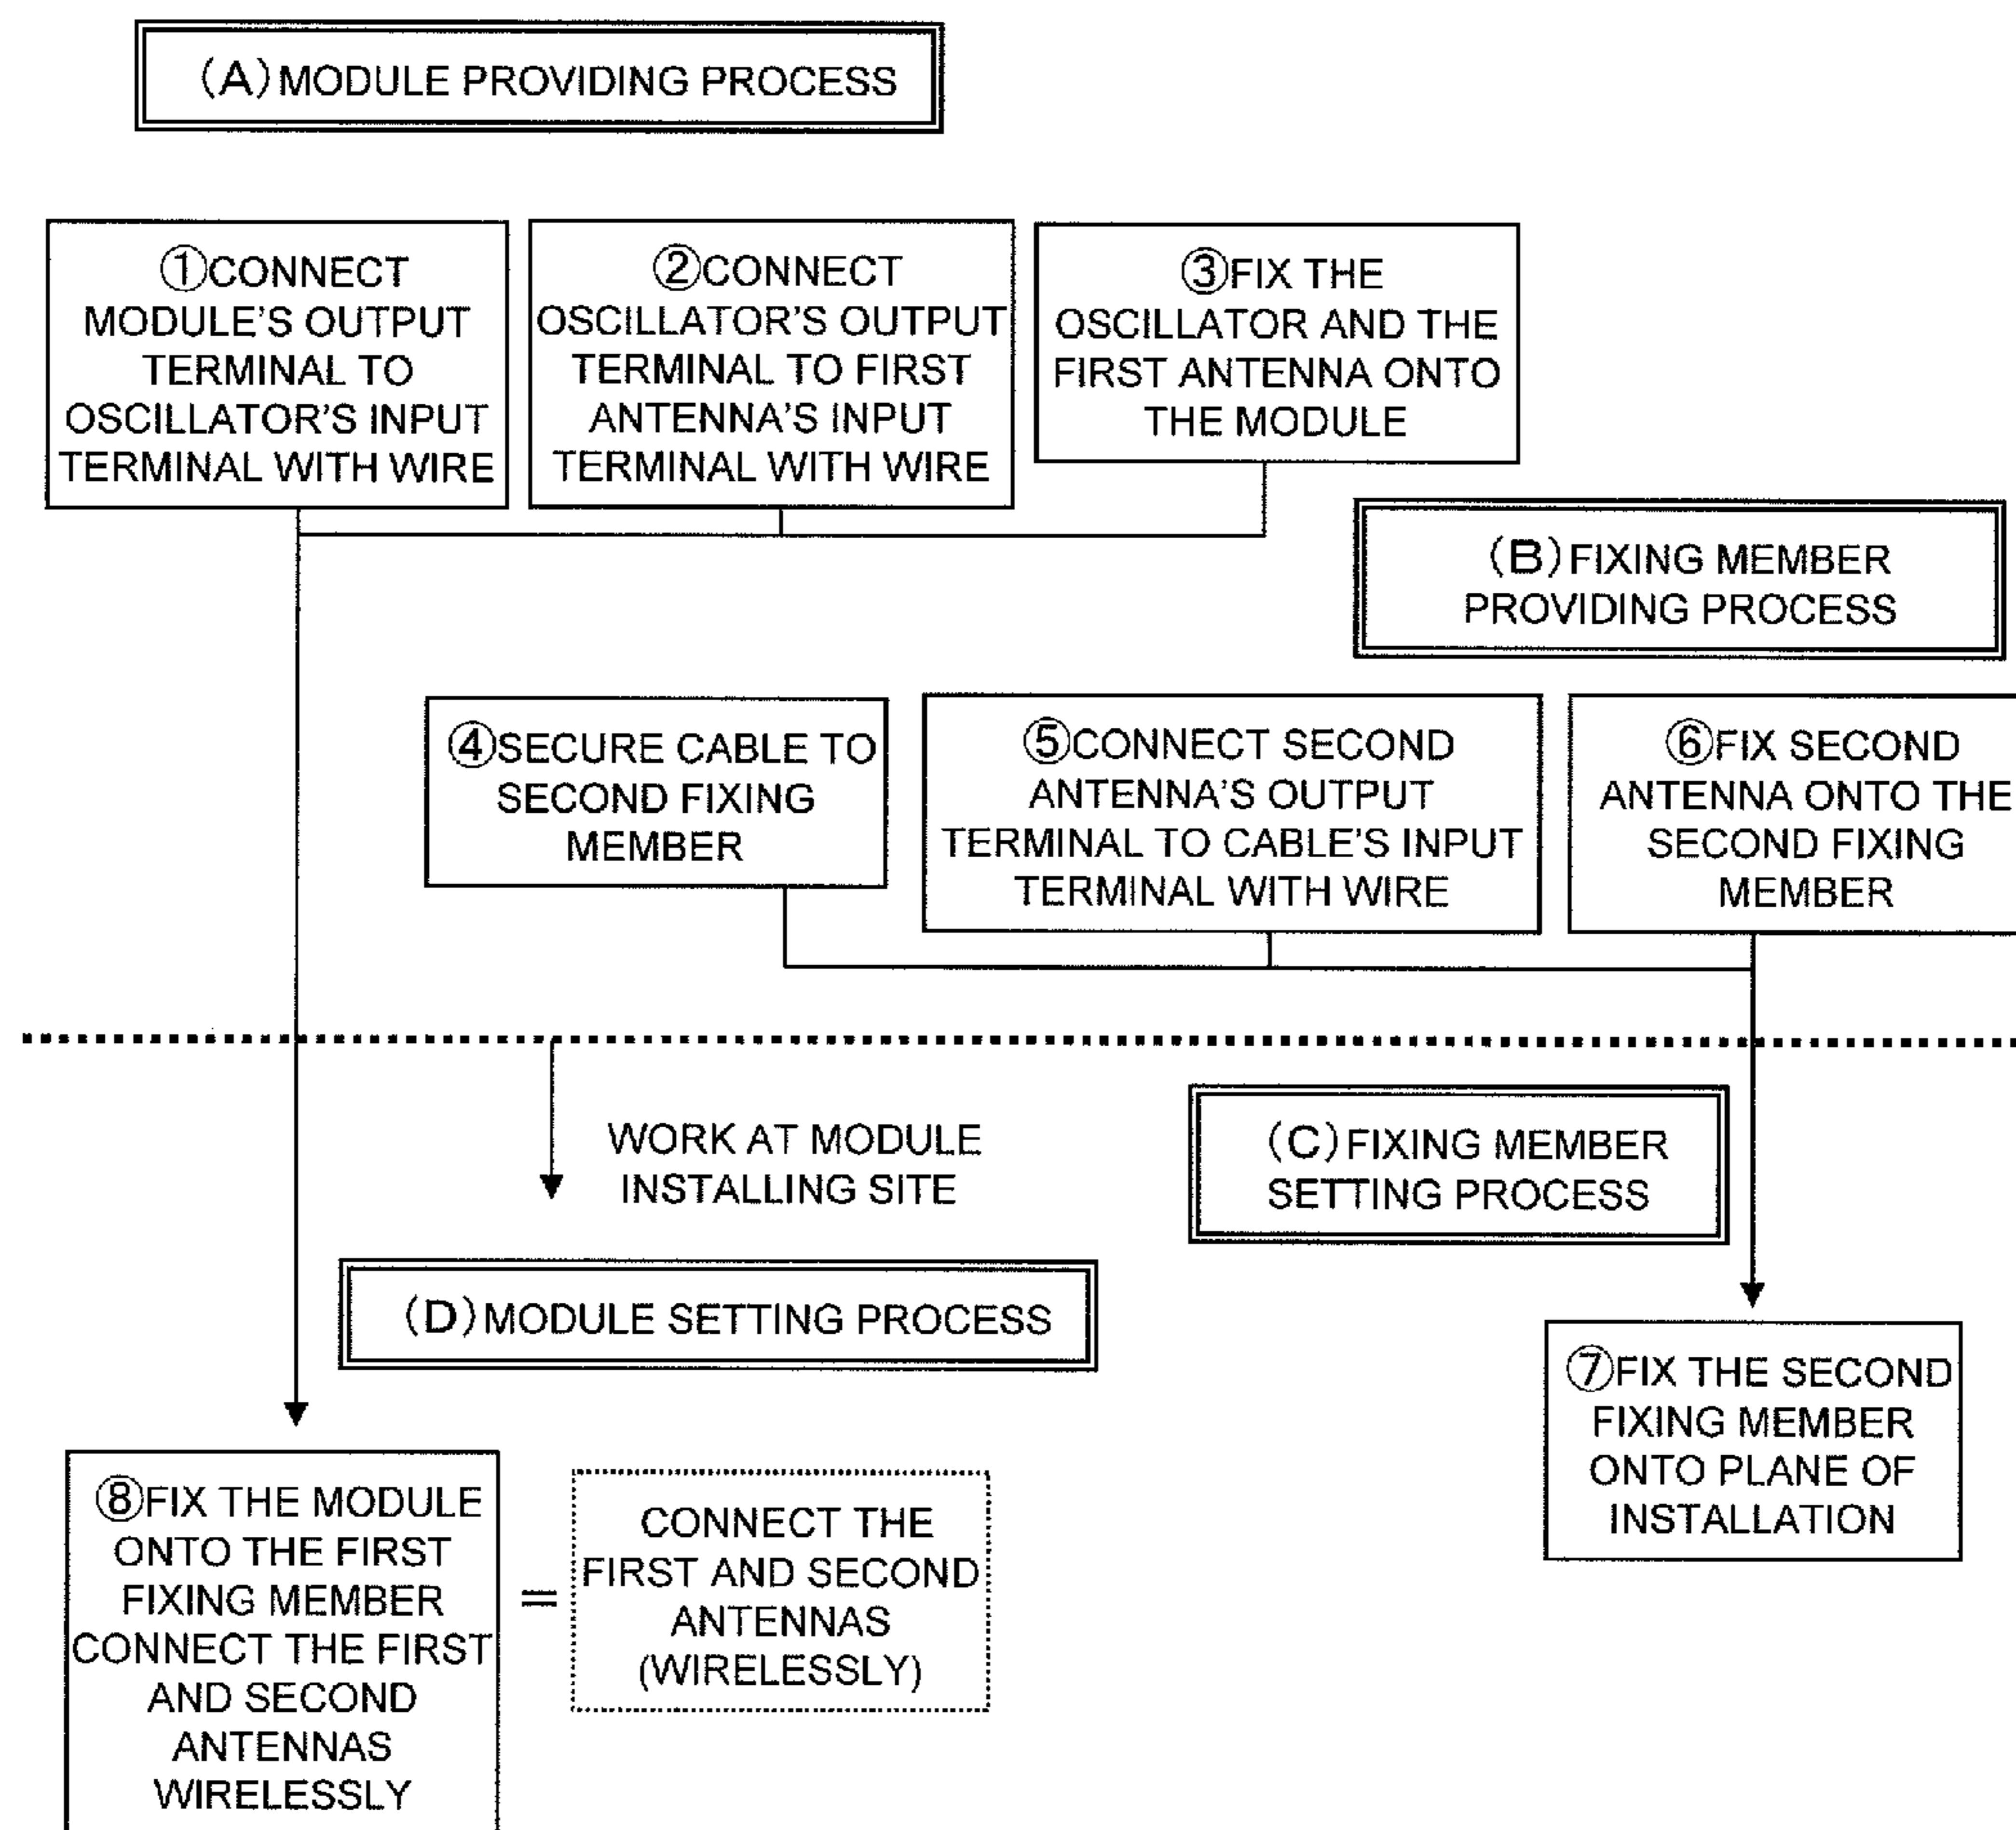 (A)MODULE PROVIDING PROCESS
①CONNECT
MODULE'S OUTPUT
TERMINAL TO
OSCILLATOR'S INPUT
TERMINAL WITH WIRE
②CONNECT
OSCILLATOR'S OUTPUT
TERMINAL TO FIRST
ANTENNA'S INPUT
TERMINAL WITH WIRE
③FIX THE
OSCILLATOR AND THE
FIRST ANTENNA ONTO
THE MODULE
(B)FIXING MEMBER
PROVIDING PROCESS
④SECURE CABLE TO
SECOND FIXING
MEMBER
⑤CONNECT SECOND
ANTENNA'S OUTPUT
TERMINAL TO CABLE'S INPUT
TERMINAL WITH WIRE
⑥FIX SECOND
ANTENNA ONTO THE
SECOND FIXING
MEMBER
WORK AT MODULE
INSTALLING SITE
(C)FIXING MEMBER
SETTING PROCESS
(D)MODULE SETTING PROCESS
⑦FIX THE SECOND
FIXING MEMBER
ONTO PLANE OF
INSTALLATION
⑧FIX THE MODULE
ONTO THE FIRST
FIXING MEMBER
CONNECT THE FIRST
AND SECOND
ANTENNAS
WIRELESSLY
=
CONNECT THE
FIRST AND SECOND
ANTENNAS
(WIRELESSLY)